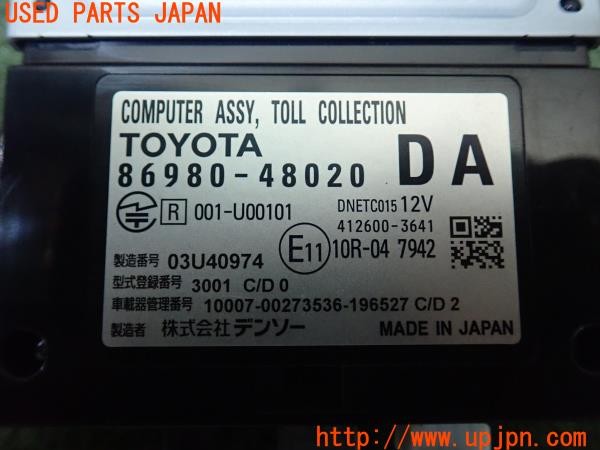 USED PARTS JAPAN
COMPUTER ASSY, TOLL COLLECTION
TOYOTA
86980-48020
DA
R 001-U00101
DNETC015 12V
412600-3641
E11 10R-04 7942
製造番号 03U40974
型式登録番号 3001 C/D 0
車載器管理番号 10007-00273536-196527 C/D 2
製造者 株式会社デンソー
MADE IN JAPAN
USED PARTS JAPAN
http://www.upjpn.com